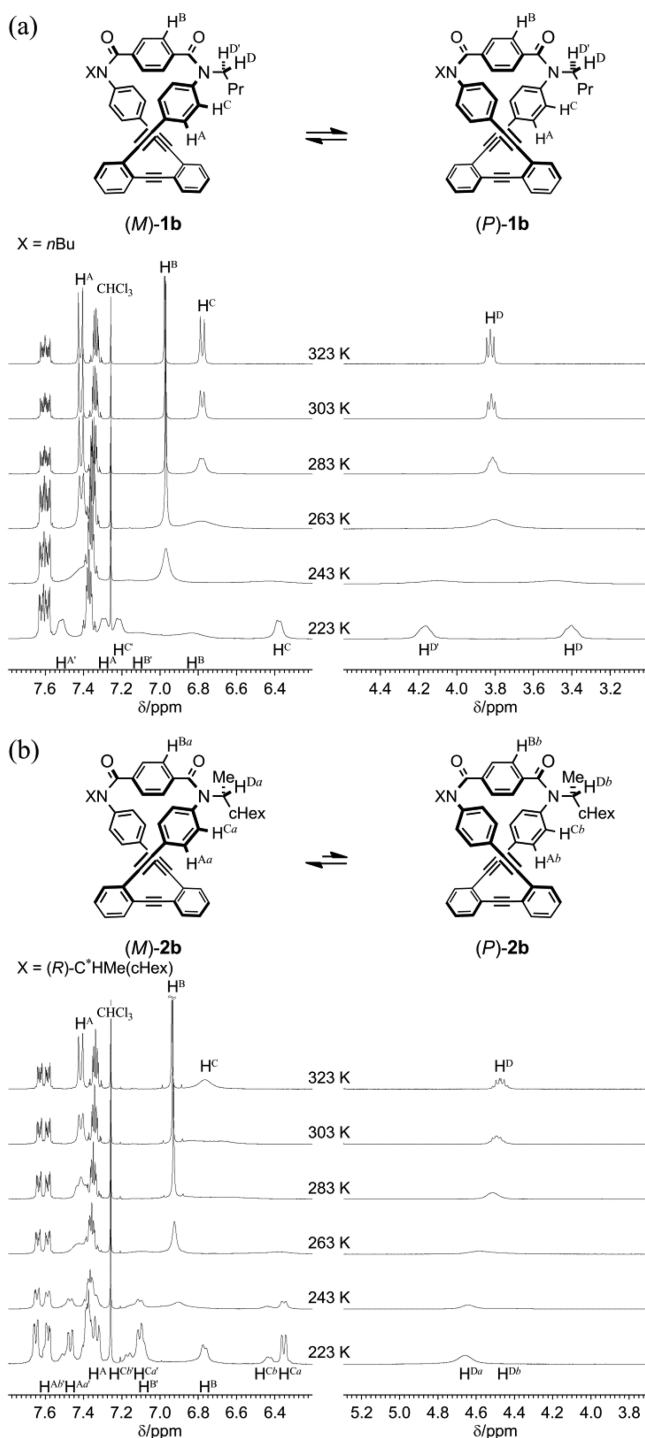 (a)
H^B
O O
XN N
H^D'
H^D
Pr
H^C
H^A
(M)-1b
H^B
O O
XN N
H^D'
H^D
Pr
H^C
H^A
(P)-1b
X = nBu
H^A CHCl3 H^B H^C H^D
323 K
303 K
283 K
263 K
243 K
223 K
H^C' H^C H^D' H^D
H^A' H^A H^B' H^B
7.6 7.4 7.2 7.0 6.8 6.6 6.4 4.4 4.2 4.0 3.8 3.6 3.4 3.2
δ/ppm δ/ppm
(b)
H^Ba
O O
XN N
Me
H^Da
cHex
H^Ca
H^Aa
(M)-2b
H^Bb
O O
XN N
Me
H^Db
cHex
H^Cb
H^Ab
(P)-2b
X = (R)-C*HMe(cHex)
H^A CHCl3 H^B H^C H^D
323 K
303 K
283 K
263 K
243 K
223 K
H^A H^Cb' H^Ca' H^Cb H^Ca H^Da H^Db
H^Ab' H^Aa' H^B' H^B
7.6 7.4 7.2 7.0 6.8 6.6 6.4 5.2 5.0 4.8 4.6 4.4 4.2 4.0
δ/ppm δ/ppm